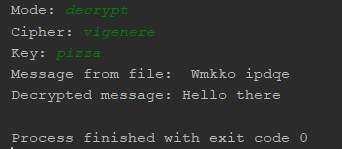 Mode: decrypt
Cipher: vigenere
Key: pizza
Message from file:  Wmkko ipdqe
Decrypted message: Hello there
Process finished with exit code 0